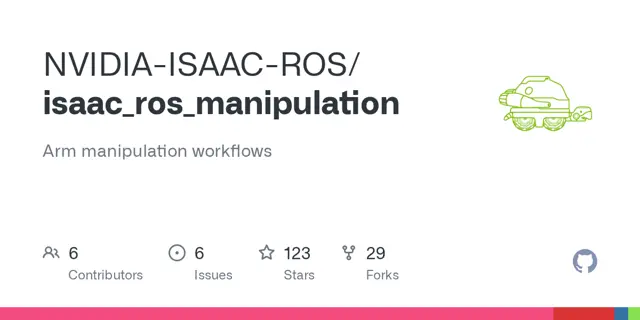 NVIDIA-ISAAC-ROS/
isaac_ros_manipulation
Arm manipulation workflows
6 6 123 29
Contributors Issues Stars Forks